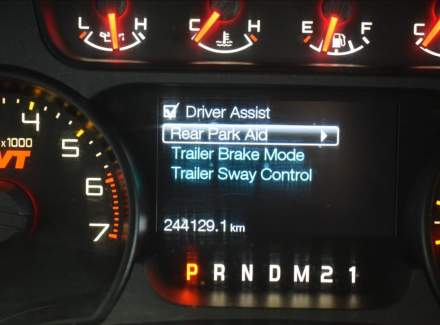 L H C H E F C
Driver Assist
Rear Park Aid
Trailer Brake Mode
Trailer Sway Control
x1000
4
5
6
7
244129.1 km
P R N D M 2 1